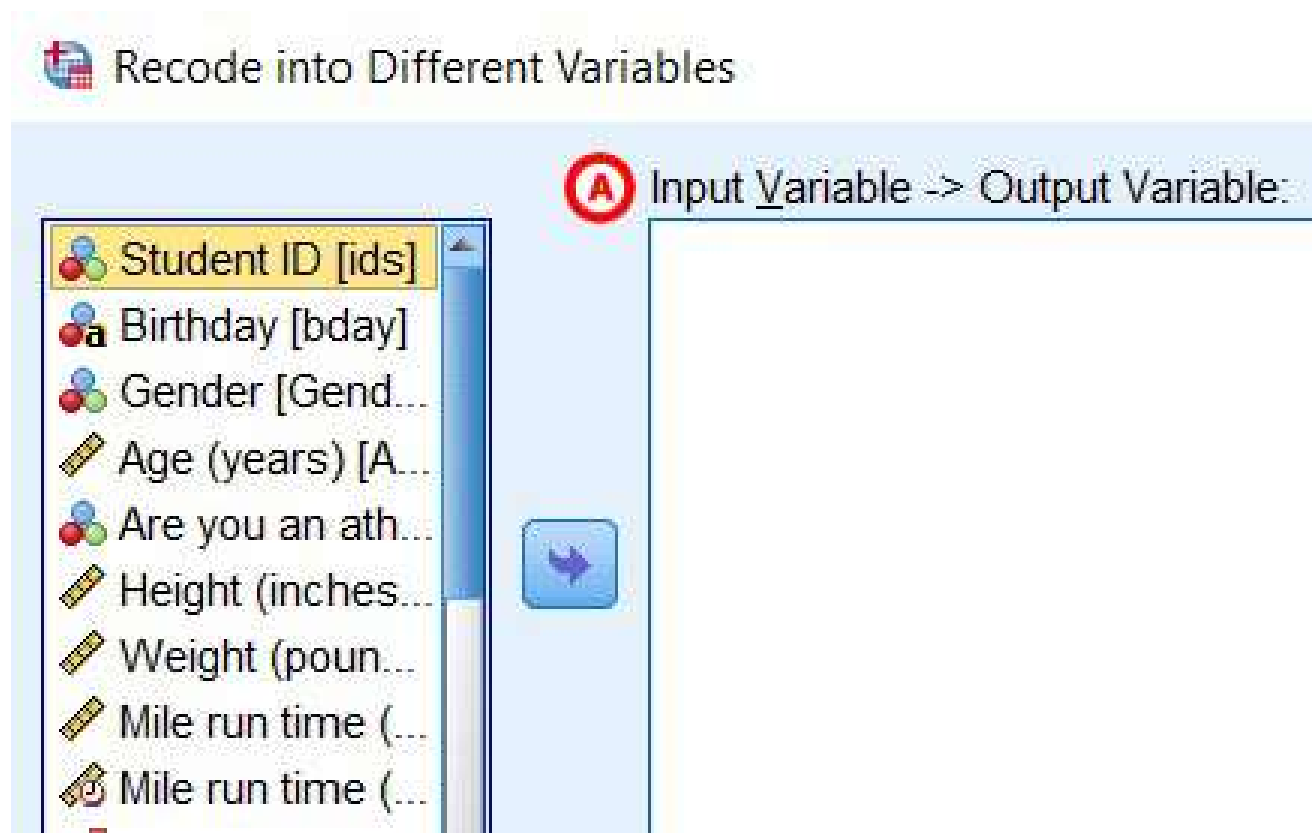 Recode into Different Variables
A Input Variable -> Output Variable:
Student ID [ids]
a Birthday [bday]
Gender [Gend...
Age (years) [A...
Are you an ath...
Height (inches...
Weight (poun...
Mile run time (...
Mile run time (...